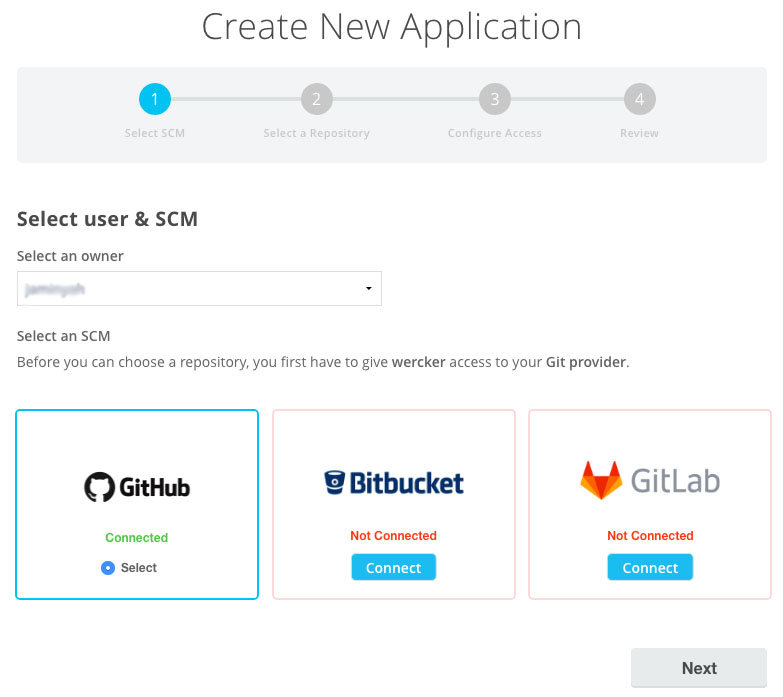 Create New Application
1 2 3 4
Select SCM Select a Repository Configure Access Review
Select user & SCM
Select an owner
Select an SCM
Before you can choose a repository, you first have to give wercker access to your Git provider.
GitHub Bitbucket GitLab
Connected Not Connected Not Connected
Select Connect Connect
Next